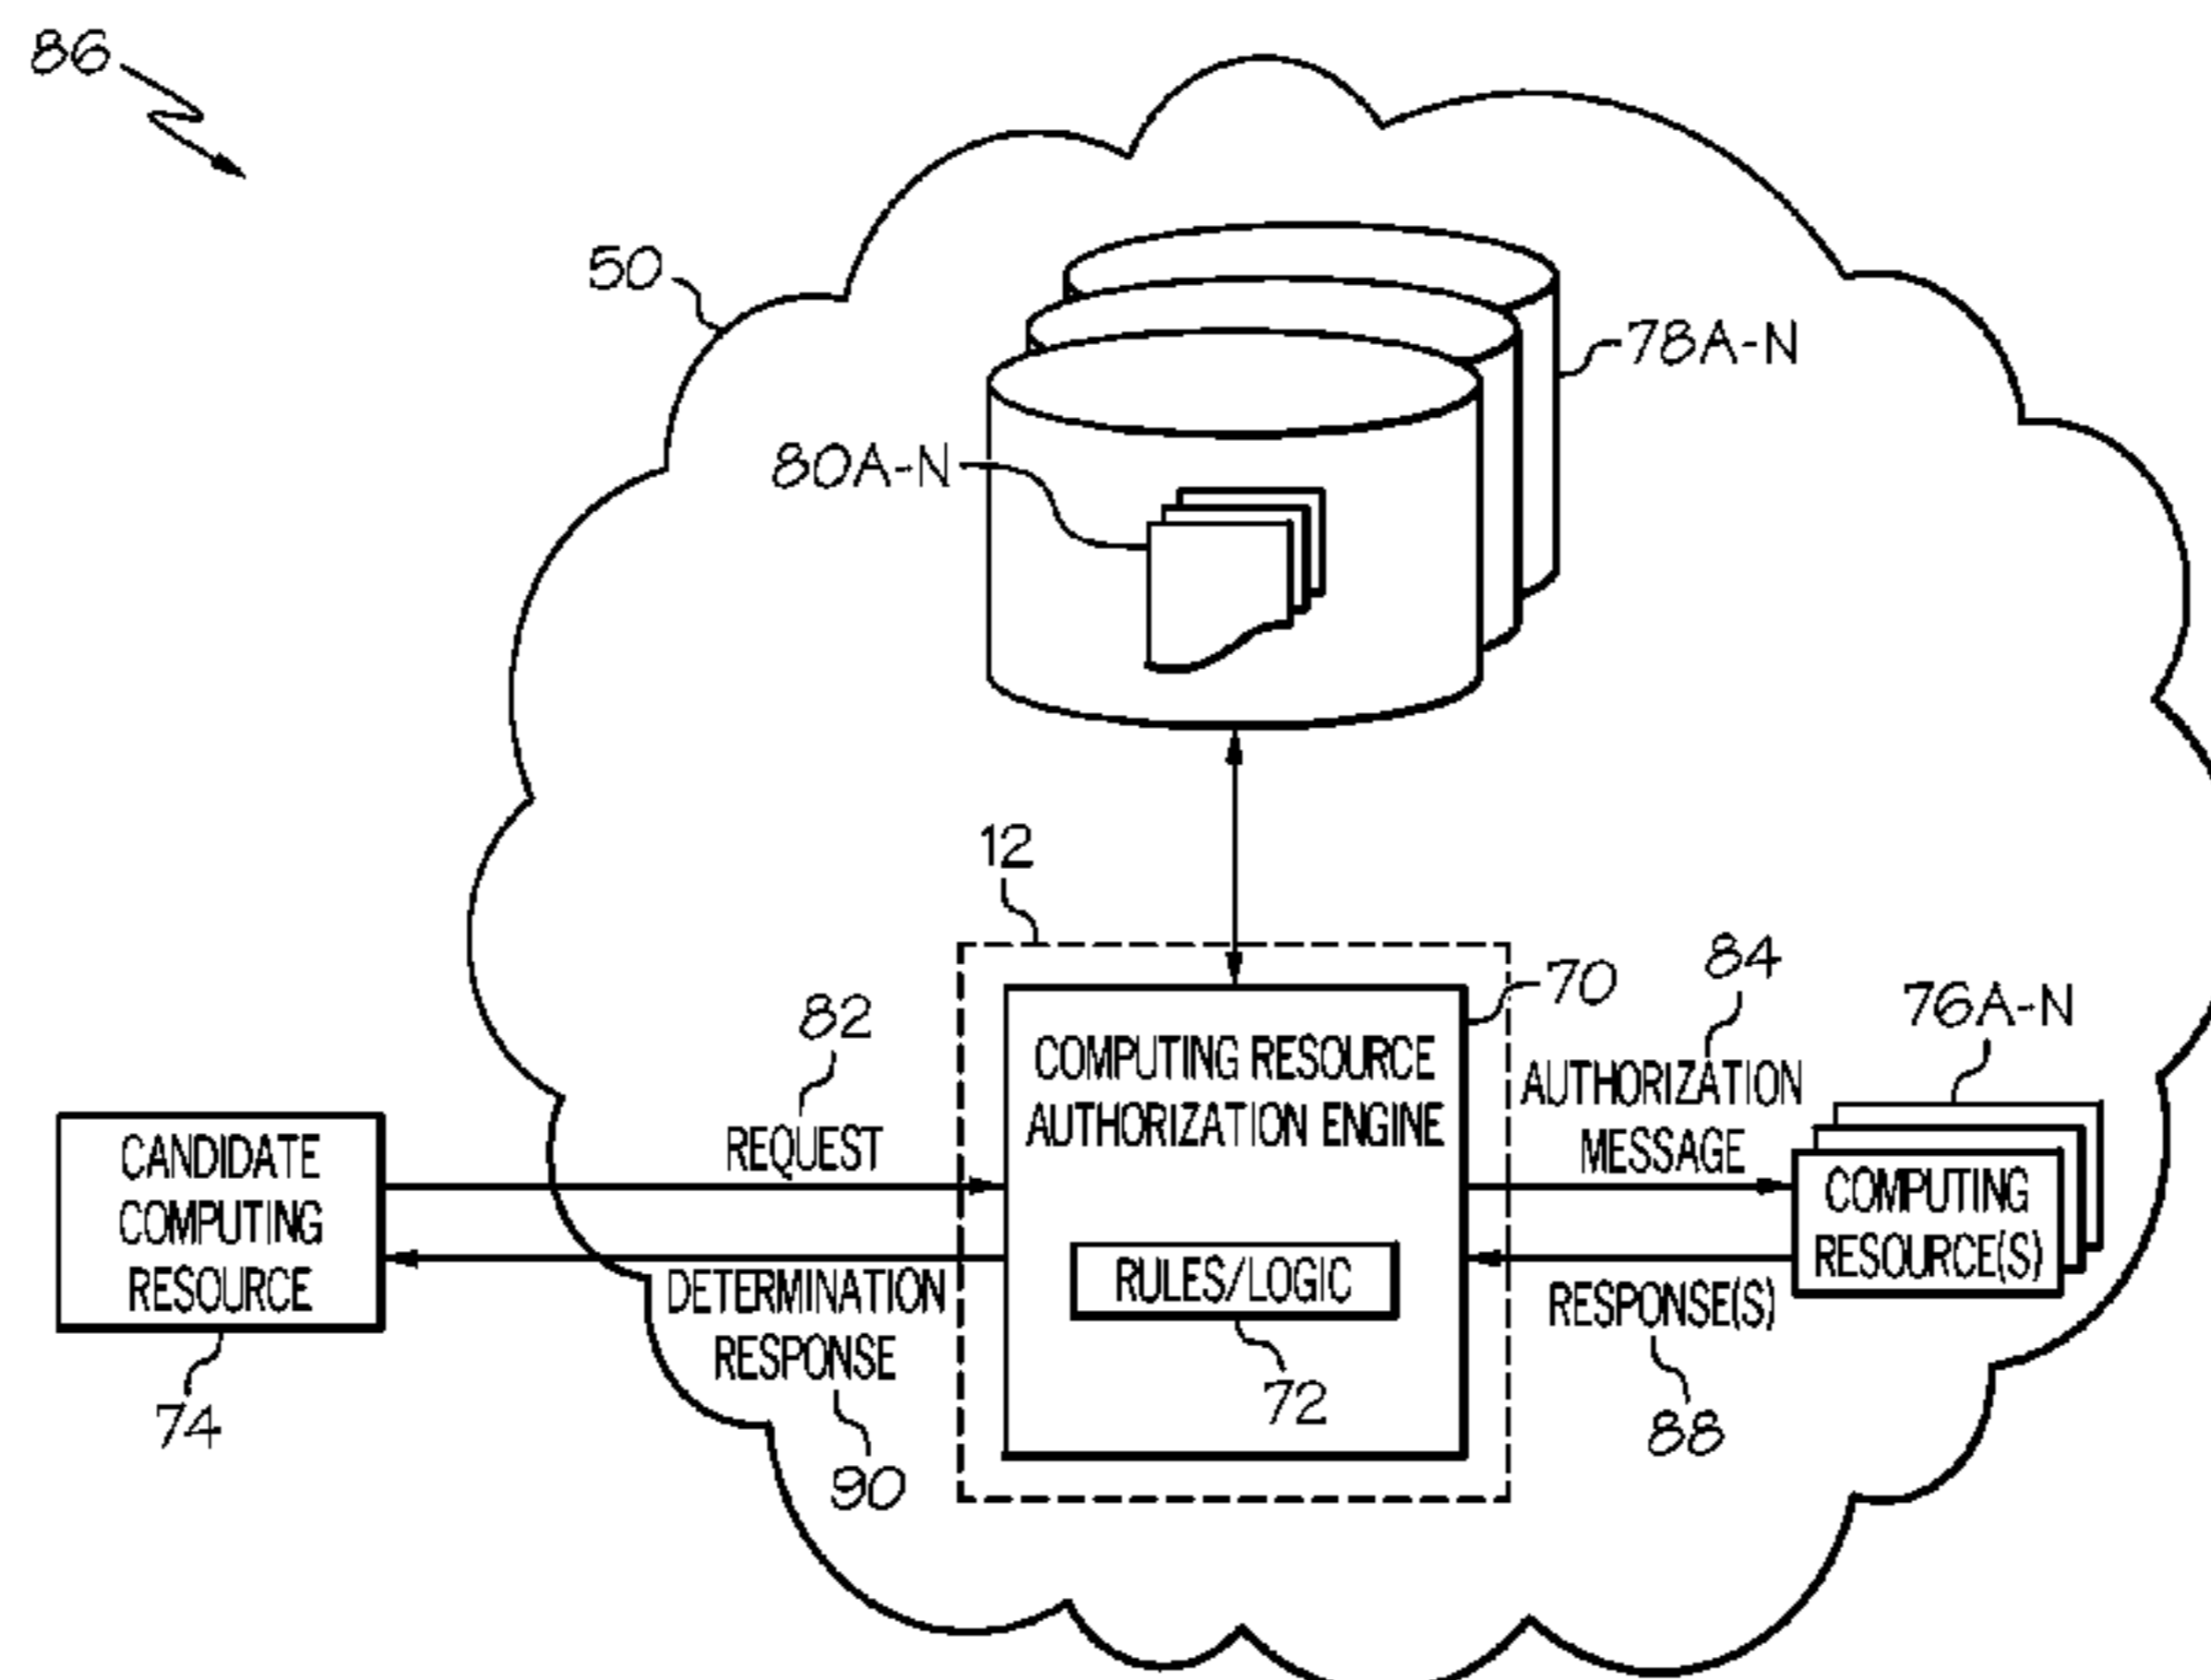 86
50
78A-N
80A-N
12
82
REQUEST
COMPUTING RESOURCE
AUTHORIZATION ENGINE
70
84
AUTHORIZATION
MESSAGE
76A-N
CANDIDATE
COMPUTING
RESOURCE
74
DETERMINATION
RESPONSE
90
RULES/LOGIC
72
COMPUTING
RESOURCE(S)
RESPONSE(S)
88